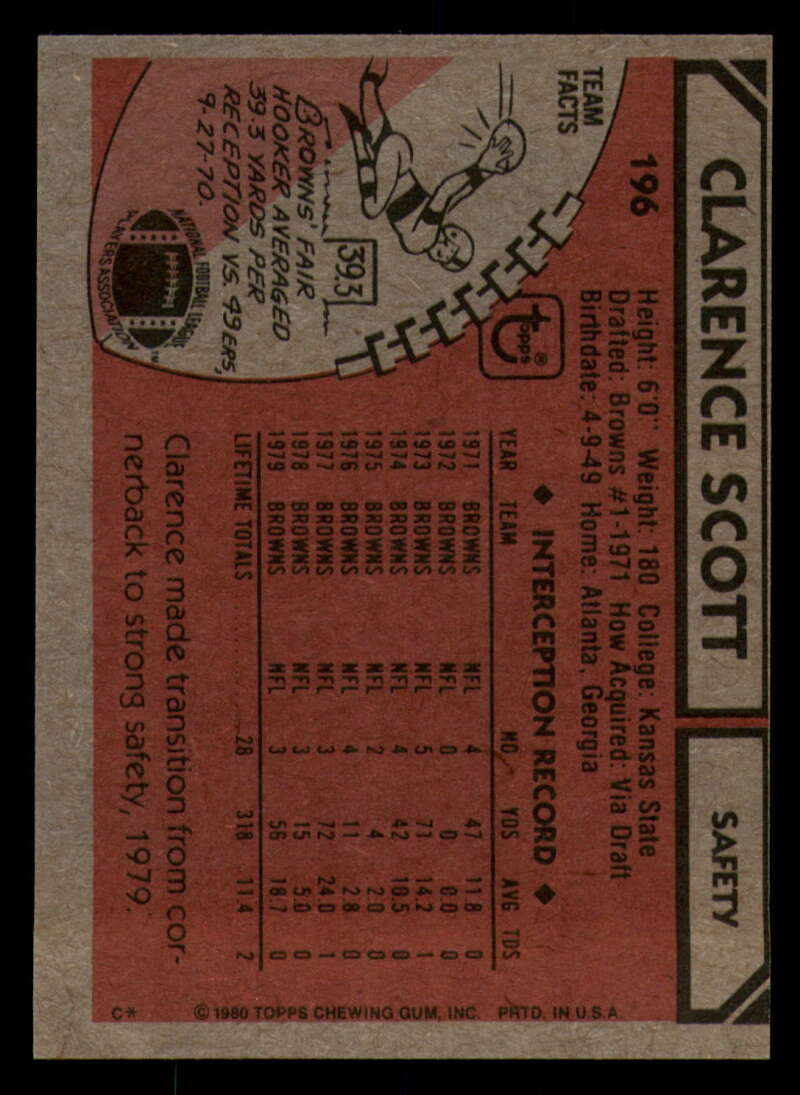 CLARENCE SCOTT
SAFETY
196
Height: 6'0" Weight: 180 College: Kansas State
Drafted: Browns #1-1971 How Acquired: Via Draft
Birthdate: 4-9-49 Home: Atlanta, Georgia
topps®
TEAM
FACTS
39.3
BROWNS' FAIR
HOOKER AVERAGED
39.3 YARDS PER
RECEPTION VS. 49ERS,
9-27-70.
NATIONAL FOOTBALL LEAGUE
PLAYERS ASSOCIATION
TM
◆ INTERCEPTION RECORD ◆
YEAR TEAM NO YDS AVG TDS
1971 BROWNS NFL 4 47 11.8 0
1972 BROWNS NFL 0 0 0.0 0
1973 BROWNS NFL 5 71 14.2 1
1974 BROWNS NFL 4 42 10.5 0
1975 BROWNS NFL 2 4 2.0 0
1976 BROWNS NFL 4 11 2.8 0
1977 BROWNS NFL 3 72 24.0 1
1978 BROWNS NFL 3 15 5.0 0
1979 BROWNS NFL 3 56 18.7 0
LIFETIME TOTALS 28 318 11.4 2
Clarence made transition from cor-
nerback to strong safety, 1979.
C* © 1980 TOPPS CHEWING GUM, INC. PRTD. IN U.S.A.